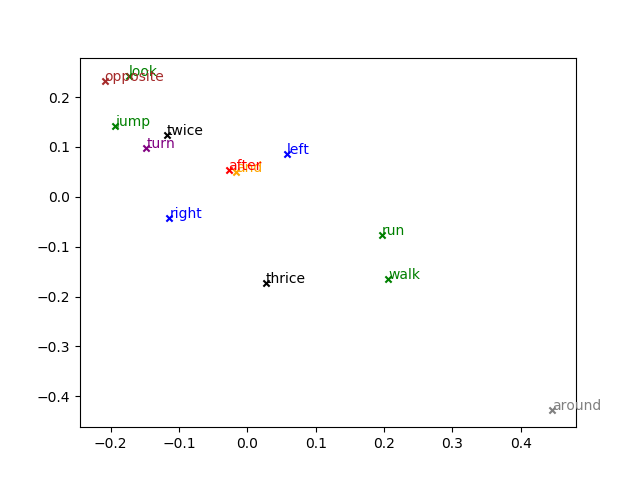 look
opposite
0.2
jump
twice
turn
0.1
left
after
and
0.0
right
run
−0.1
thrice
walk
−0.2
−0.3
−0.4
around
−0.2
−0.1
0.0
0.1
0.2
0.3
0.4